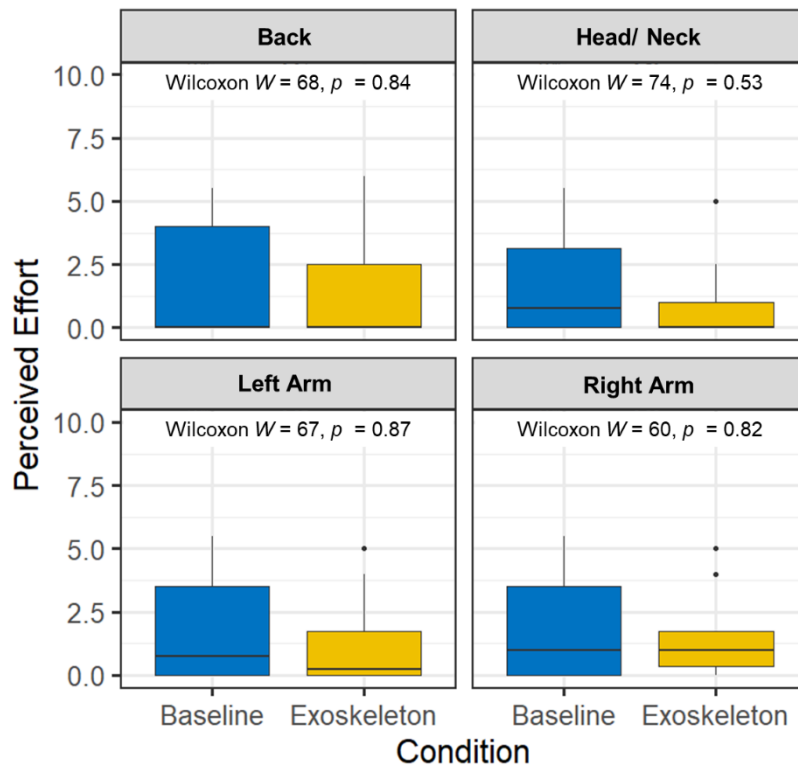 Back
Head/ Neck
Wilcoxon W = 68, p = 0.84
Wilcoxon W = 74, p = 0.53
10.0
7.5
5.0
2.5
0.0
Left Arm
Right Arm
Wilcoxon W = 67, p = 0.87
Wilcoxon W = 60, p = 0.82
10.0
7.5
5.0
2.5
0.0
Perceived Effort
Baseline Exoskeleton
Baseline Exoskeleton
Condition